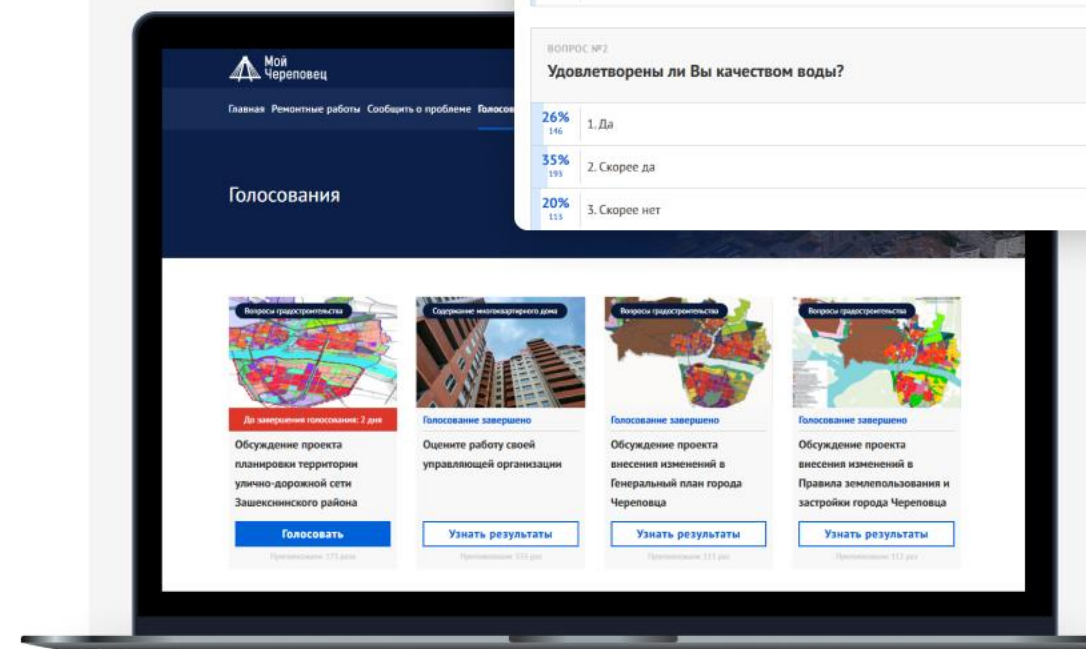 ВОПРОС №2
Удовлетворены ли Вы качеством воды?
26%
146
1. Да
35%
193
2. Скорее да
20%
113
3. Скорее нет
Мой
Череповец
Главная Ремонтные работы Сообщить о проблеме
Голосования
Вопросы градостроительства
До завершения голосования: 2 дня
Обсуждение проекта
планировки территории
улично-дорожной сети
Зашекснинского района
Голосовать
Проголосовали: 173 раза
Содержание многоквартирного дома
Голосование завершено
Оцените работу своей
управляющей организации
Узнать результаты
Вопросы градостроительства
Голосование завершено
Обсуждение проекта
внесения изменений в
Генеральный план города
Череповца
Узнать результаты
Вопросы градостроительства
Голосование завершено
Обсуждение проекта
внесения изменений в
Правила землепользования и
застройки города Череповца
Узнать результаты